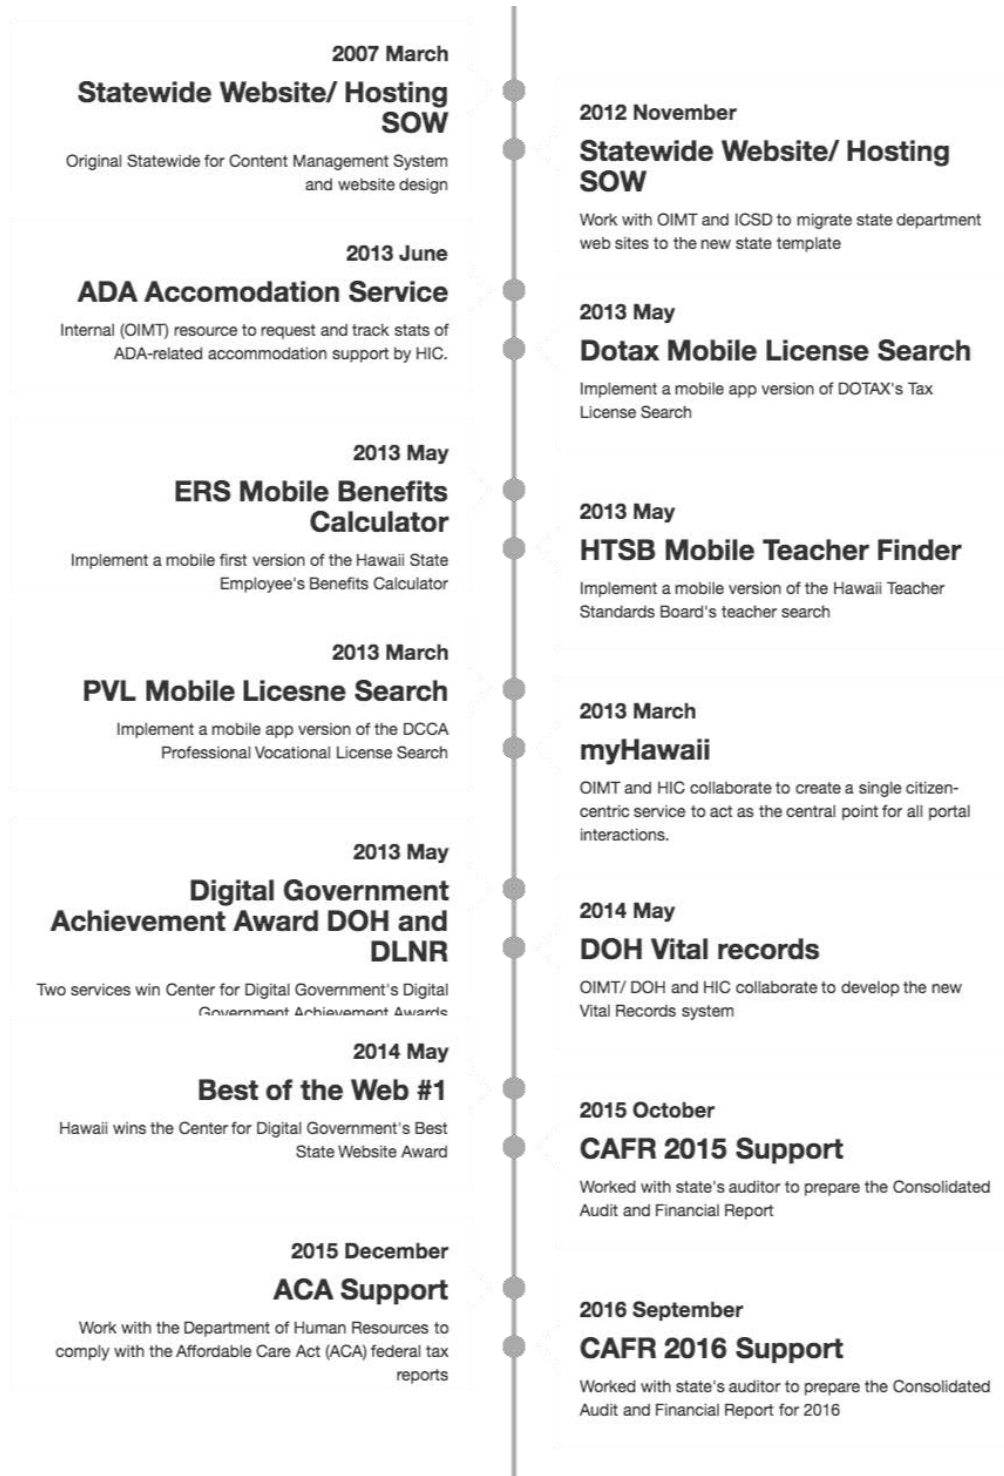 2007 March
Statewide Website/ Hosting
SOW
Original Statewide for Content Management System
and website design
2012 November
Statewide Website/ Hosting
SOW
Work with OIMT and ICSD to migrate state department
web sites to the new state template
2013 June
ADA Accomodation Service
Internal (OIMT) resource to request and track stats of
ADA-related accommodation support by HIC.
2013 May
Dotax Mobile License Search
Implement a mobile app version of DOTAX's Tax
License Search
2013 May
ERS Mobile Benefits
Calculator
Implement a mobile first version of the Hawaii State
Employee's Benefits Calculator
2013 May
HTSB Mobile Teacher Finder
Implement a mobile version of the Hawaii Teacher
Standards Board's teacher search
2013 March
PVL Mobile Licesne Search
Implement a mobile app version of the DCCA
Professional Vocational License Search
2013 March
myHawaii
OIMT and HIC collaborate to create a single citizen-
centric service to act as the central point for all portal
interactions.
2013 May
Digital Government
Achievement Award DOH and
DLNR
Two services win Center for Digital Government's Digital
Government Achievement Awards
2014 May
DOH Vital records
OIMT/ DOH and HIC collaborate to develop the new
Vital Records system
2014 May
Best of the Web #1
Hawaii wins the Center for Digital Government's Best
State Website Award
2015 October
CAFR 2015 Support
Worked with state's auditor to prepare the Consolidated
Audit and Financial Report
2015 December
ACA Support
Work with the Department of Human Resources to
comply with the Affordable Care Act (ACA) federal tax
reports
2016 September
CAFR 2016 Support
Worked with state's auditor to prepare the Consolidated
Audit and Financial Report for 2016